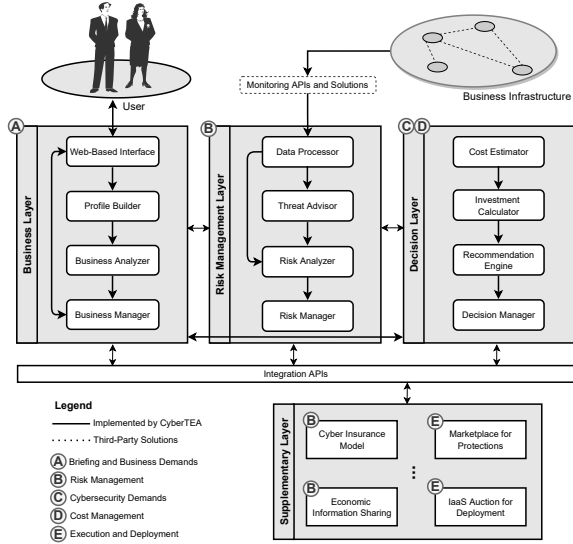 User
Monitoring APIs and Solutions
Business Infrastructure
A
B
C
D
Business Layer
Web-Based Interface
Profile Builder
Business Analyzer
Business Manager
Risk Management Layer
Data Processor
Threat Advisor
Risk Analyzer
Risk Manager
Decision Layer
Cost Estimator
Investment
Calculator
Recommendation
Engine
Decision Manager
Integration APIs
Legend
Implemented by CyberTEA
Third-Party Solutions
A Briefing and Business Demands
B Risk Management
C Cybersecurity Demands
D Cost Management
E Execution and Deployment
Supplementary Layer
B
Cyber Insurance
Model
E
Marketplace for
Protections
...
B
Economic
Information Sharing
E
IaaS Auction for
Deployment